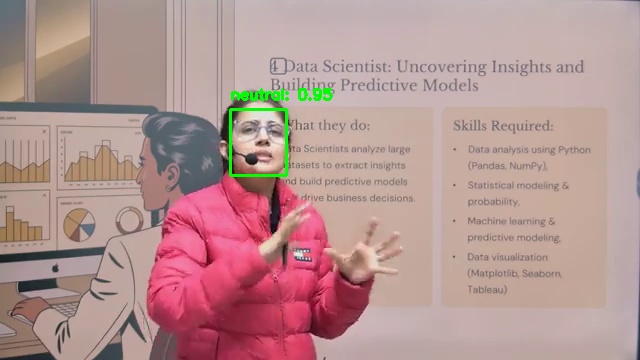 4 Data Scientist: Uncovering Insights and
Building Predictive Models
neutral: 0.95
What they do:
Data Scientists analyze large
datasets to extract insights
and build predictive models
drive business decisions.
Skills Required:
• Data analysis using Python
(Pandas, NumPy),
• Statistical modeling &
probability,
• Machine learning &
predictive modeling,
• Data visualization
(Matplotlib, Seaborn,
Tableau)